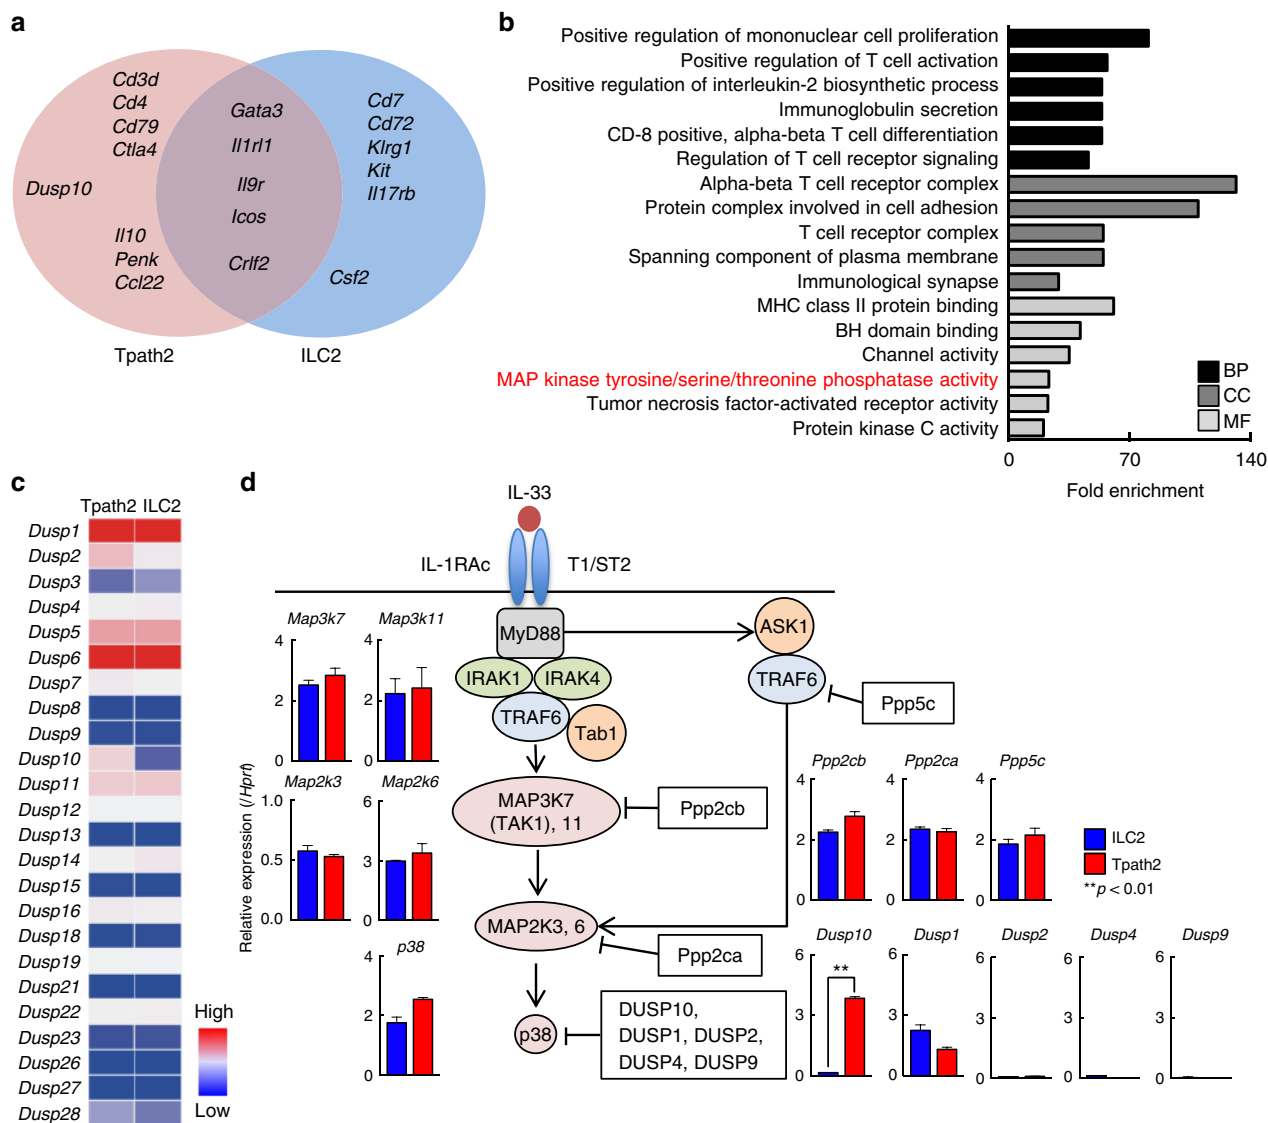 a
Cd3d
Cd4
Cd79
Ctla4
Dusp10
Il10
Penk
Ccl22
Gata3
Il1rl1
Il9r
Icos
Crlf2
Cd7
Cd72
Klrg1
Kit
Il17rb
Csf2
Tpath2
ILC2
b
Positive regulation of mononuclear cell proliferation
Positive regulation of T cell activation
Positive regulation of interleukin-2 biosynthetic process
Immunoglobulin secretion
CD-8 positive, alpha-beta T cell differentiation
Regulation of T cell receptor signaling
Alpha-beta T cell receptor complex
Protein complex involved in cell adhesion
T cell receptor complex
Spanning component of plasma membrane
Immunological synapse
MHC class II protein binding
BH domain binding
Channel activity
MAP kinase tyrosine/serine/threonine phosphatase activity
Tumor necrosis factor-activated receptor activity
Protein kinase C activity
BP
CC
MF
0 70 140
Fold enrichment
c
Tpath2 ILC2
Dusp1
Dusp2
Dusp3
Dusp4
Dusp5
Dusp6
Dusp7
Dusp8
Dusp9
Dusp10
Dusp11
Dusp12
Dusp13
Dusp14
Dusp15
Dusp16
Dusp18
Dusp19
Dusp21
Dusp22
Dusp23
Dusp26
Dusp27
Dusp28
High
Low
d
IL-33
IL-1RAc
T1/ST2
MyD88
IRAK1
IRAK4
TRAF6
Tab1
ASK1
TRAF6
Ppp5c
MAP3K7
(TAK1), 11
Ppp2cb
MAP2K3, 6
Ppp2ca
p38
DUSP10,
DUSP1, DUSP2,
DUSP4, DUSP9
Relative expression (/Hprt)
Map3k7
4
2
0
Map3k11
4
2
0
Map2k3
1.0
0.5
0.0
Map2k6
6
3
0
p38
4
2
0
Ppp2cb
4
2
0
Ppp2ca
4
2
0
Ppp5c
4
2
0
ILC2
Tpath2
**p < 0.01
Dusp10
6
3
0
**
Dusp1
6
3
0
Dusp2
6
3
0
Dusp4
6
3
0
Dusp9
6
3
0